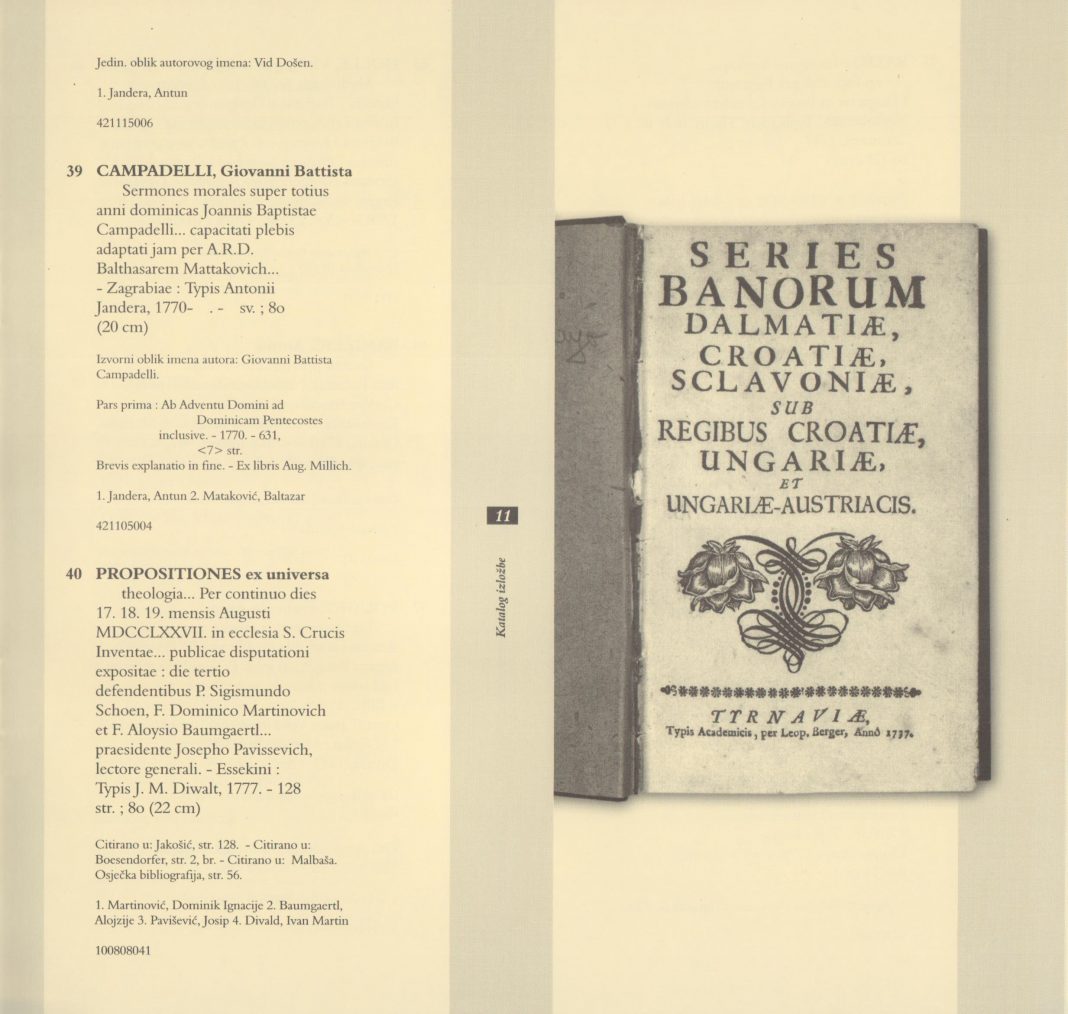 Jedin. oblik autorovog imena: Vid Došen.
1. Jandera, Antun
421115006
39 CAMPADELLI, Giovanni Battista
Sermones morales super totius
anni dominicas Joannis Baptistae
Campadelli... capacitati plebis
adaptati jam per A.R.D.
Balthasarem Mattakovich...
- Zagrabiae : Typis Antonii
Jandera, 1770- . - sv. ; 8o
(20 cm)
Izvorni oblik imena autora: Giovanni Battista
Campadelli.
Pars prima : Ab Adventu Domini ad
Dominicam Pentecostes
inclusive. - 1770. - 631,
<7> str.
Brevis explanatio in fine. - Ex libris Aug. Millich.
1. Jandera, Antun 2. Mataković, Baltazar
421105004
40 PROPOSITIONES ex universa
theologia... Per continuo dies
17. 18. 19. mensis Augusti
MDCCLXXVII. in ecclesia S. Crucis
Inventae... publicae disputationi
expositae : die tertio
defendentibus P. Sigismundo
Schoen, F. Dominico Martinovich
et F. Aloysio Baumgaertl...
praesidente Josepho Pavissevich,
lectore generali. - Essekini :
Typis J. M. Diwalt, 1777. - 128
str. ; 8o (22 cm)
Citirano u: Jakošić, str. 128. - Citirano u:
Boesendorfer, str. 2, br. - Citirano u: Malbaša.
Osječka bibliografija, str. 56.
1. Martinović, Dominik Ignacije 2. Baumgaertl,
Alojzije 3. Pavišević, Josip 4. Divald, Ivan Martin
100808041
11
Katalog izložbe
SERIES
BANORUM
DALMATIÆ,
CROATIÆ,
SCLAVONIÆ,
SUB
REGIBUS CROATIÆ,
UNGARIÆ,
ET
UNGARIÆ-AUSTRIACIS.
TYRNAVIÆ,
Typis Academicis, per Leop. Berger, Annô 1737.